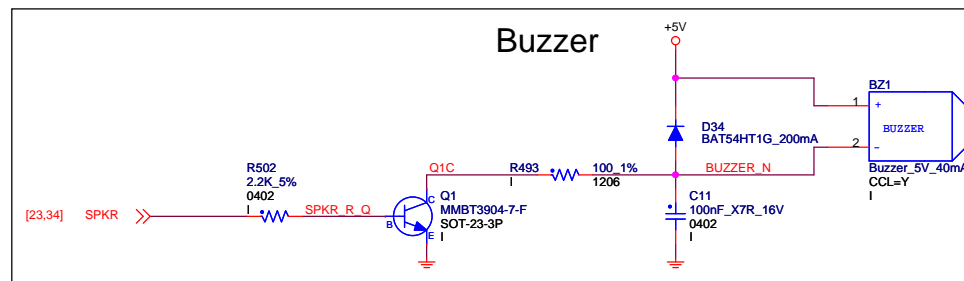 Buzzer
+5V
BZ1
1
+
BUZZER
2
-
Buzzer_5V_40mA
CCL=Y
I
D34
BAT54HT1G_200mA
R502
2.2K_5%
0402
I
Q1C
R493
I
100_1%
1206
BUZZER_N
[23,34]
SPKR
SPKR_R_Q
B
C
E
Q1
MMBT3904-7-F
SOT-23-3P
I
C11
100nF_X7R_16V
0402
I